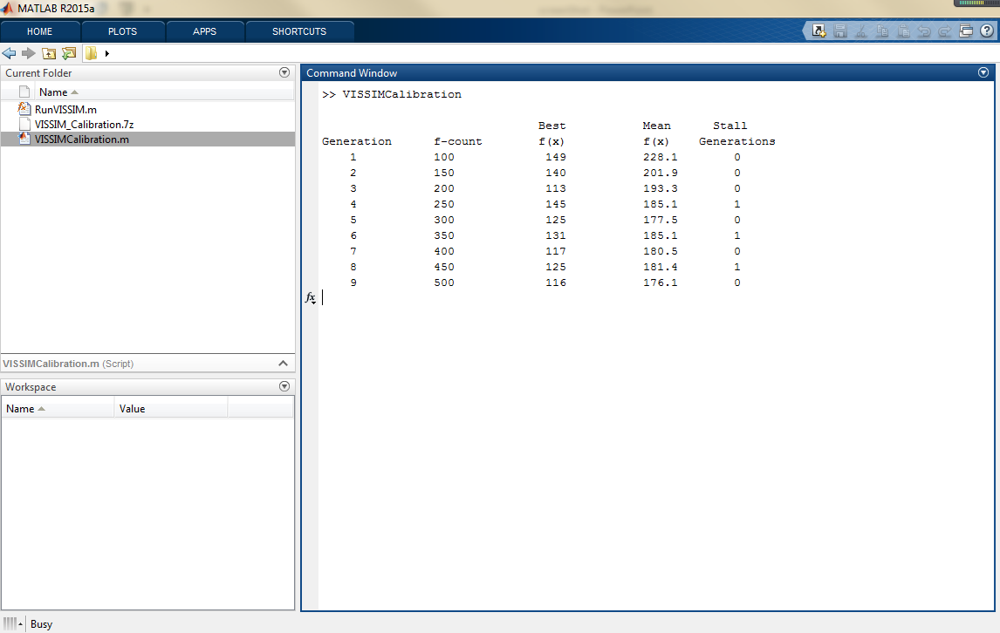 MATLAB R2015a
HOME PLOTS APPS SHORTCUTS
Current Folder
Name
RunVISSIM.m
VISSIM_Calibration.7z
VISSIMCalibration.m
VISSIMCalibration.m (Script)
Workspace
Name Value
Command Window
>> VISSIMCalibration
Best Mean Stall
Generation f-count f(x) f(x) Generations
1 100 149 228.1 0
2 150 140 201.9 0
3 200 113 193.3 0
4 250 145 185.1 1
5 300 125 177.5 0
6 350 131 185.1 1
7 400 117 180.5 0
8 450 125 181.4 1
9 500 116 176.1 0
fx
Busy